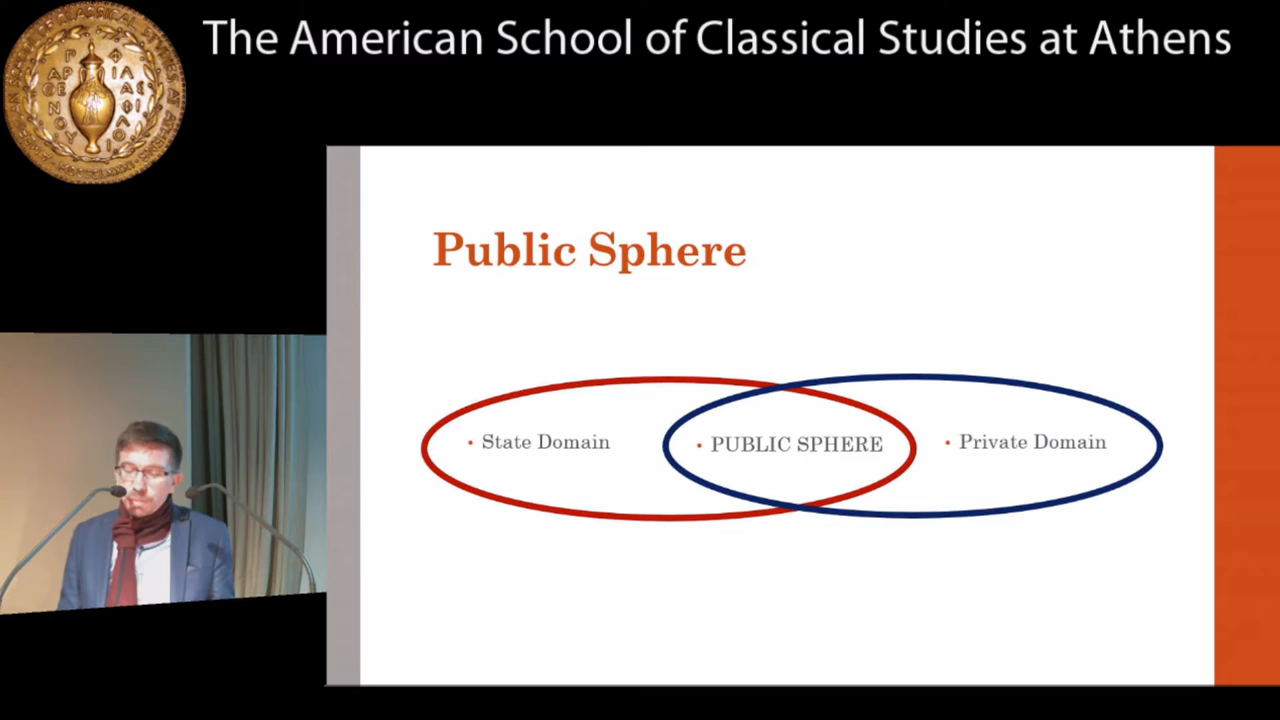 The American School of Classical Studies at Athens
Public Sphere
• State Domain
• PUBLIC SPHERE
• Private Domain